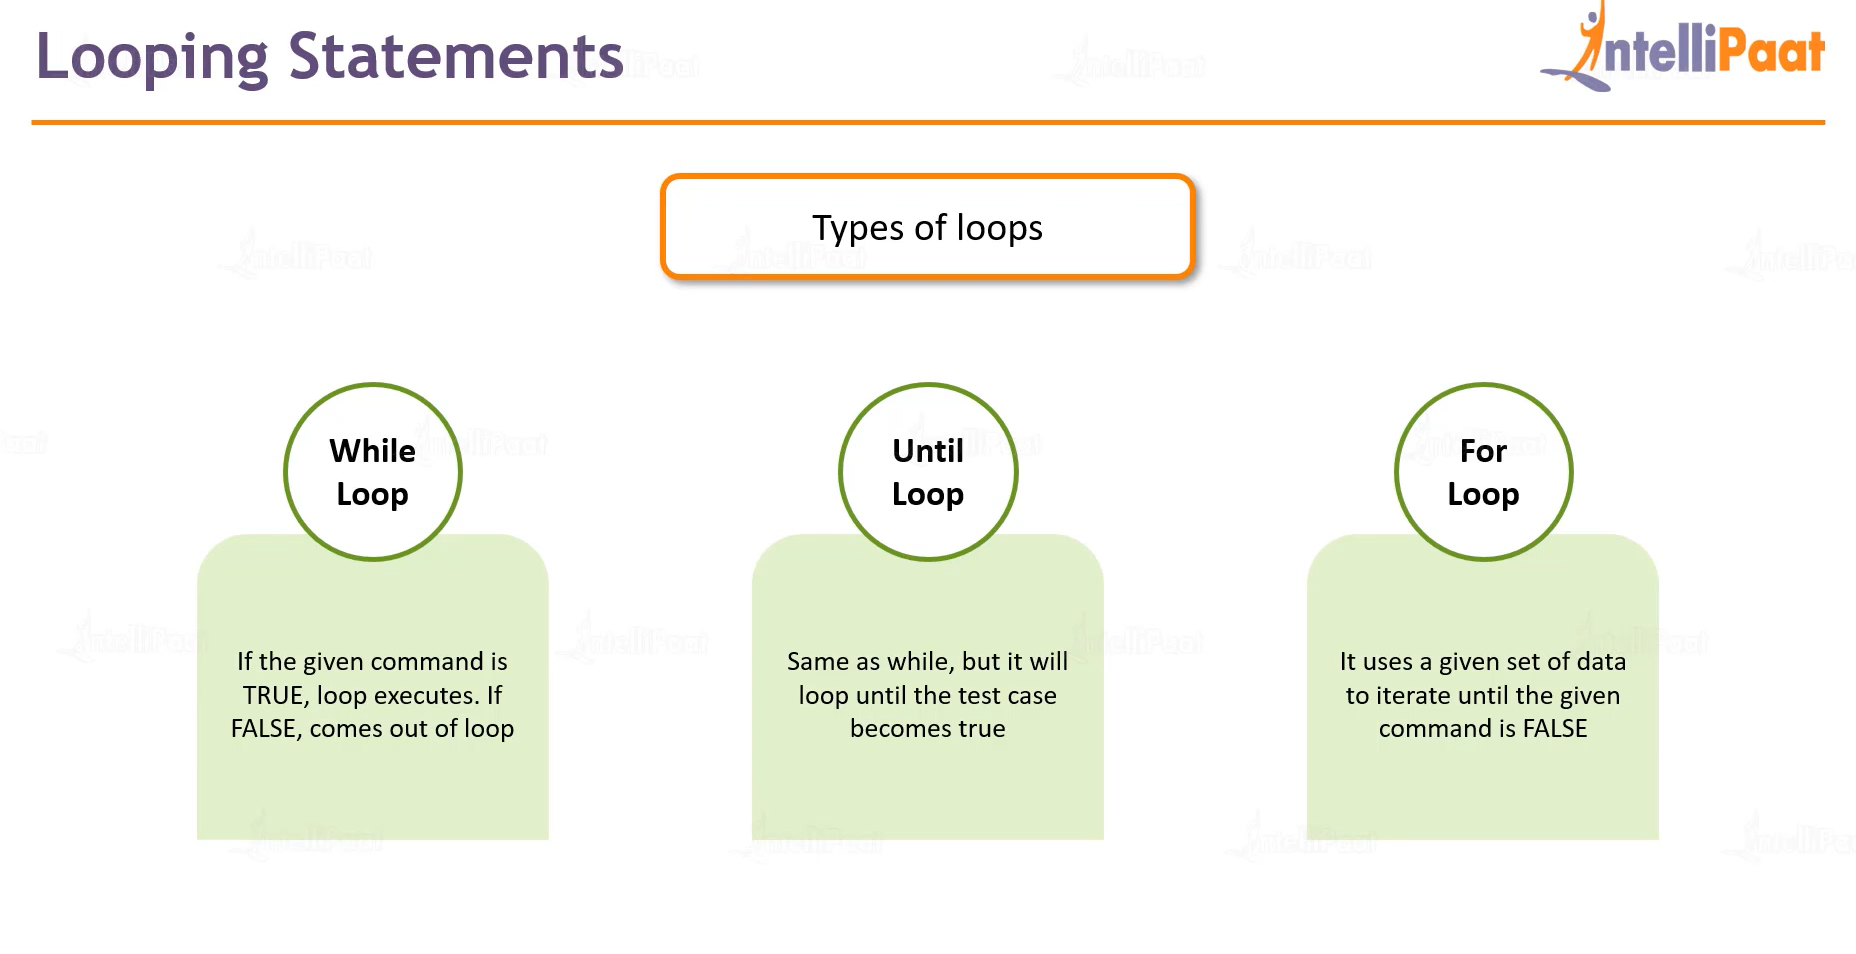 Looping Statements
IntelliPaat
Types of loops
While
Loop
If the given command is
TRUE, loop executes. If
FALSE, comes out of loop
Until
Loop
Same as while, but it will
loop until the test case
becomes true
For
Loop
It uses a given set of data
to iterate until the given
command is FALSE